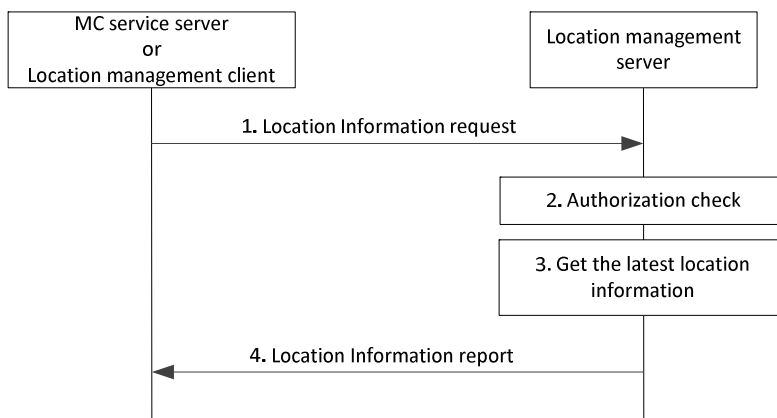 MC service server
or
Location management client
Location management
server
1. Location Information request
2. Authorization check
3. Get the latest location
information
4. Location Information report